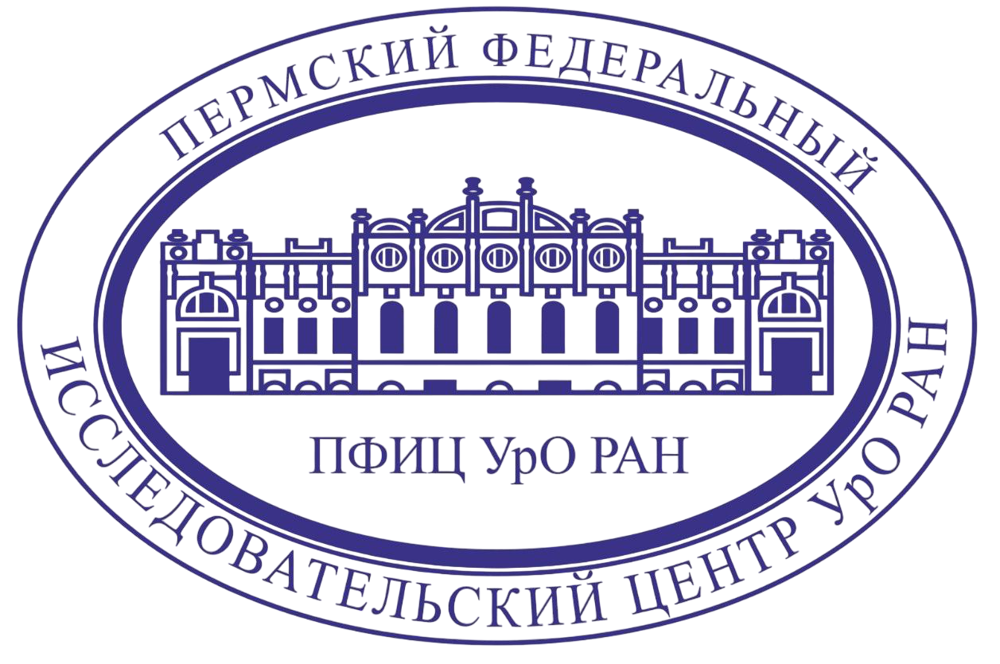 ПЕРМСКИЙ ФЕДЕРАЛЬНЫЙ
ИССЛЕДОВАТЕЛЬСКИЙ ЦЕНТР УрО РАН
ПФИЦ УрО РАН